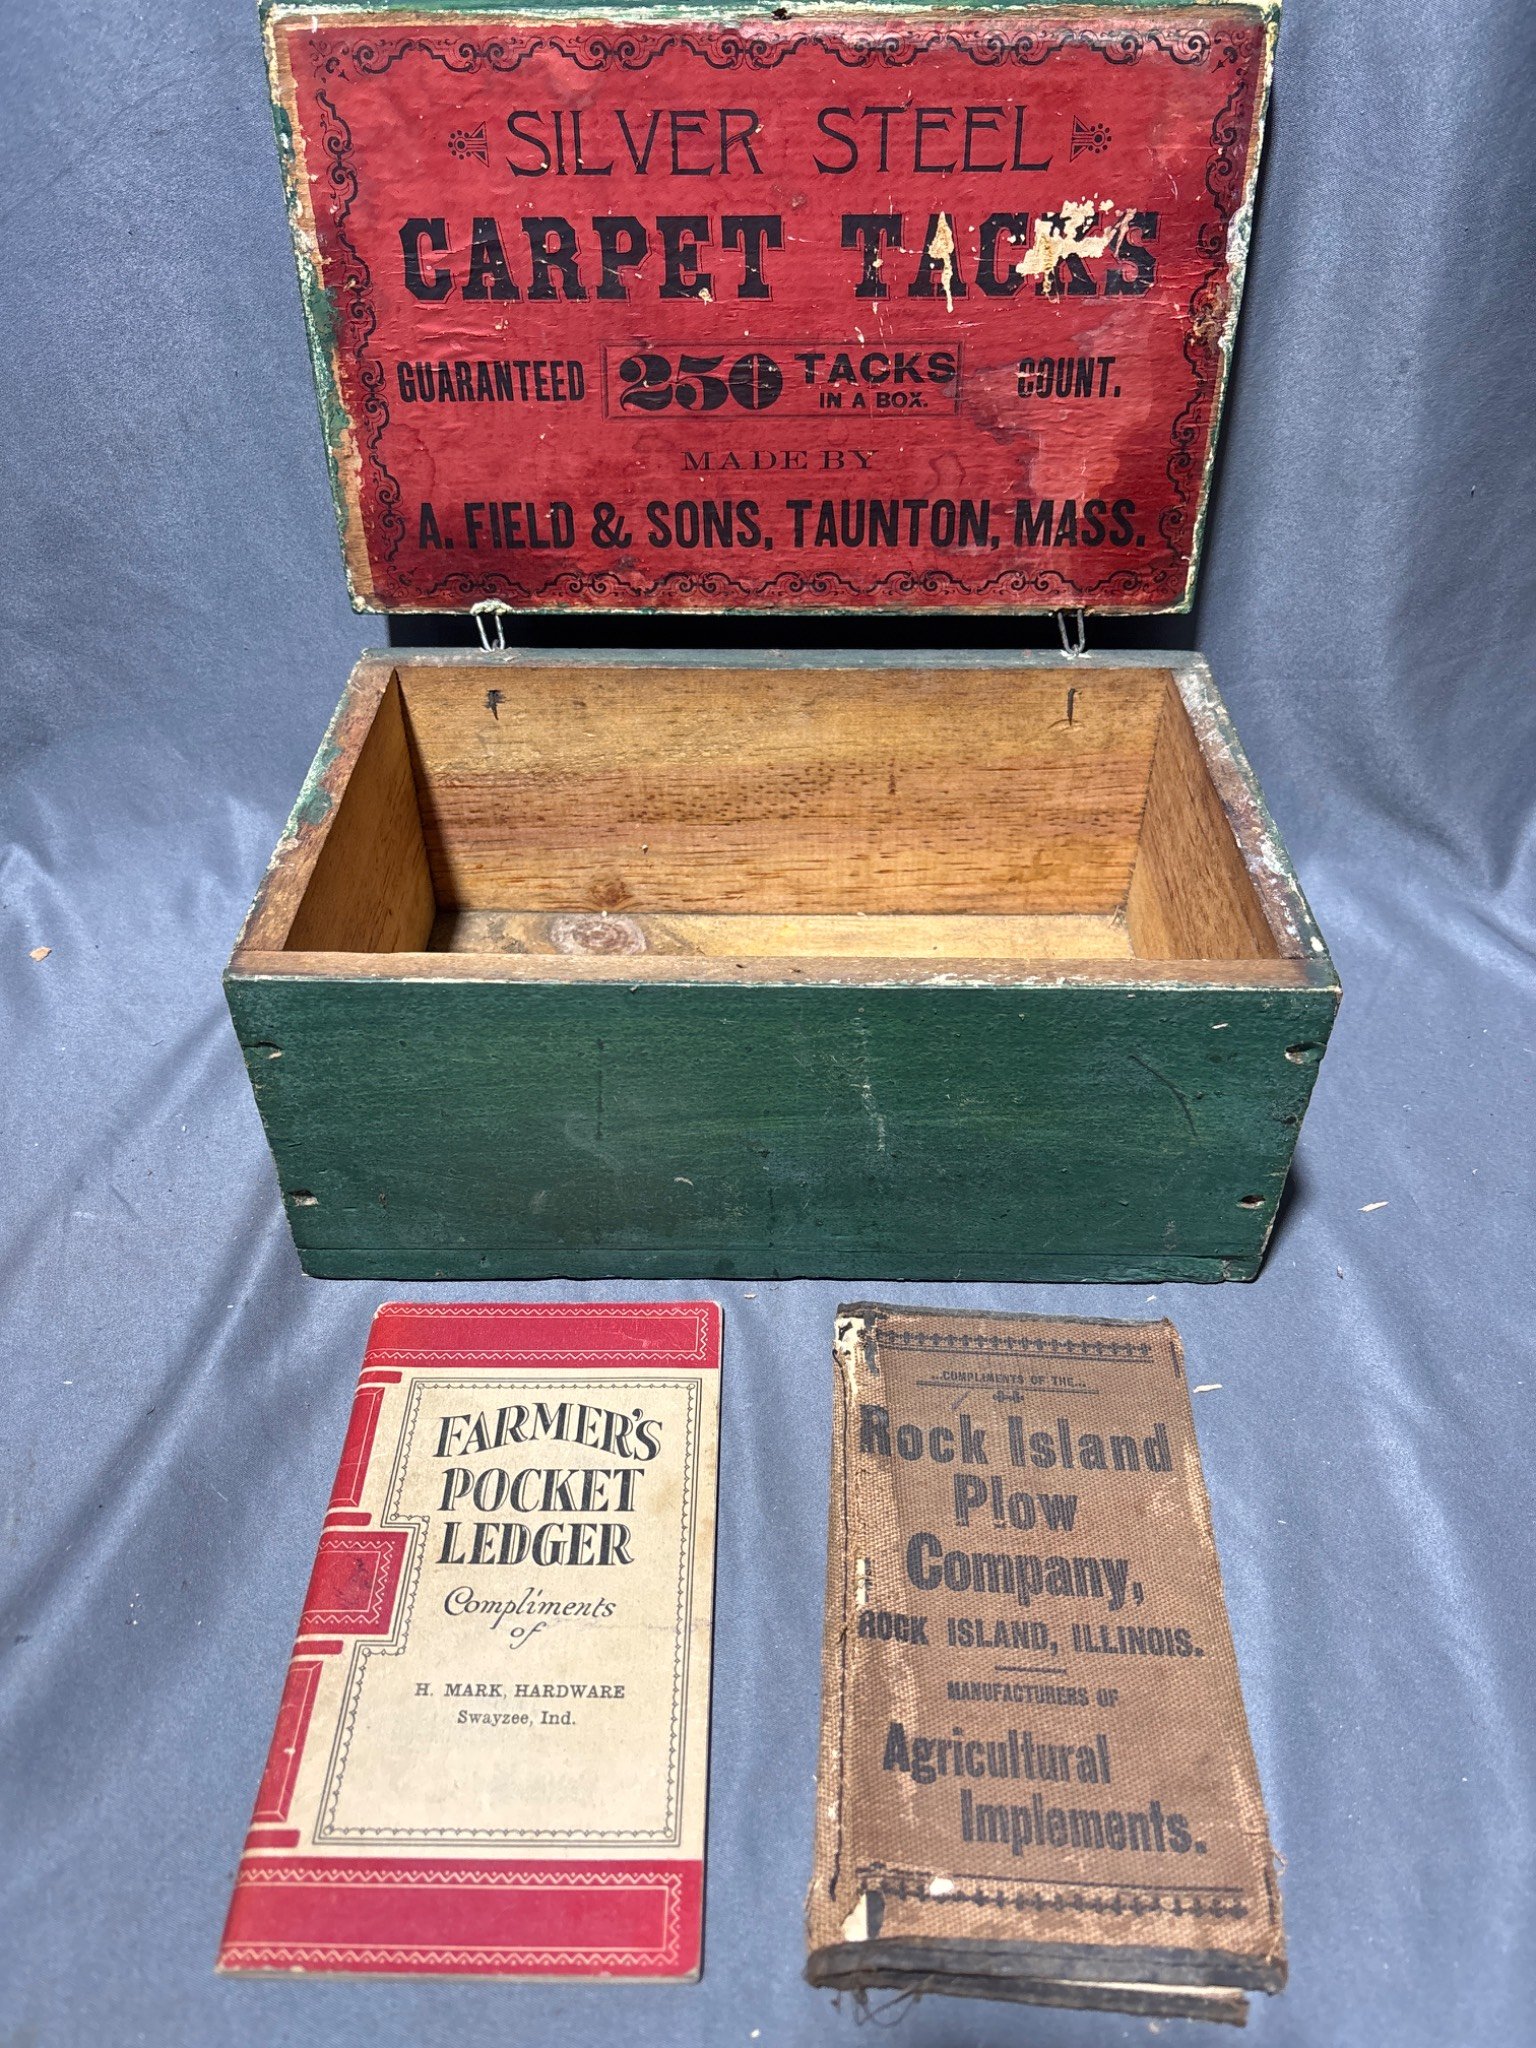 SILVER STEEL
CARPET TACKS
GUARANTEED 250 TACKS IN A BOX. COUNT.
MADE BY
A. FIELD & SONS, TAUNTON, MASS.
FARMER'S
POCKET
LEDGER
Compliments
of
H. MARK, HARDWARE
Swayzee, Ind.
...COMPLIMENTS OF THE...
Rock Island
Plow
Company,
ROCK ISLAND, ILLINOIS.
MANUFACTURERS OF
Agricultural
Implements.